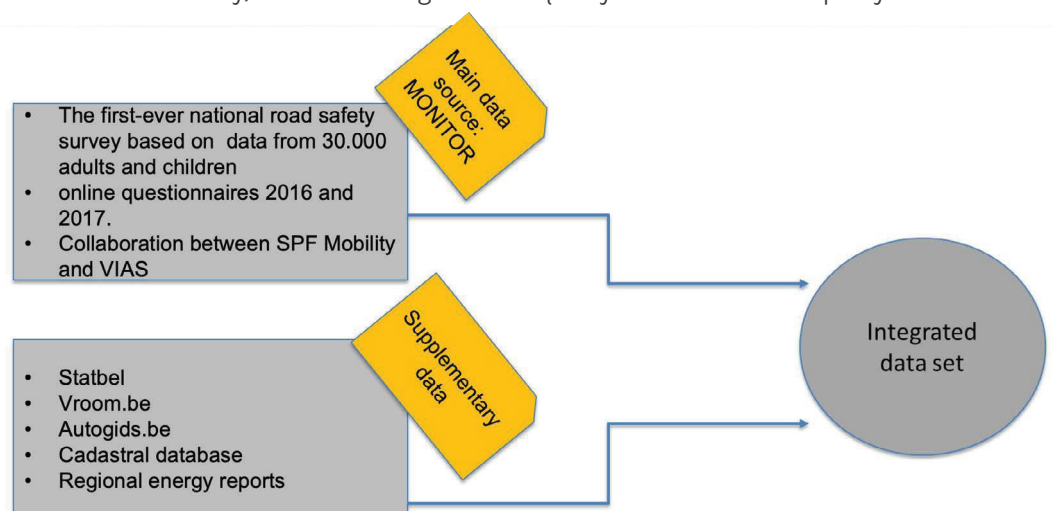 Main data
source:
MONITOR
• The first-ever national road safety
survey based on data from 30.000
adults and children
• online questionnaires 2016 and
2017.
• Collaboration between SPF Mobility
and VIAS
Supplementary
data
• Statbel
• Vroom.be
• Autogids.be
• Cadastral database
• Regional energy reports
Integrated
data set